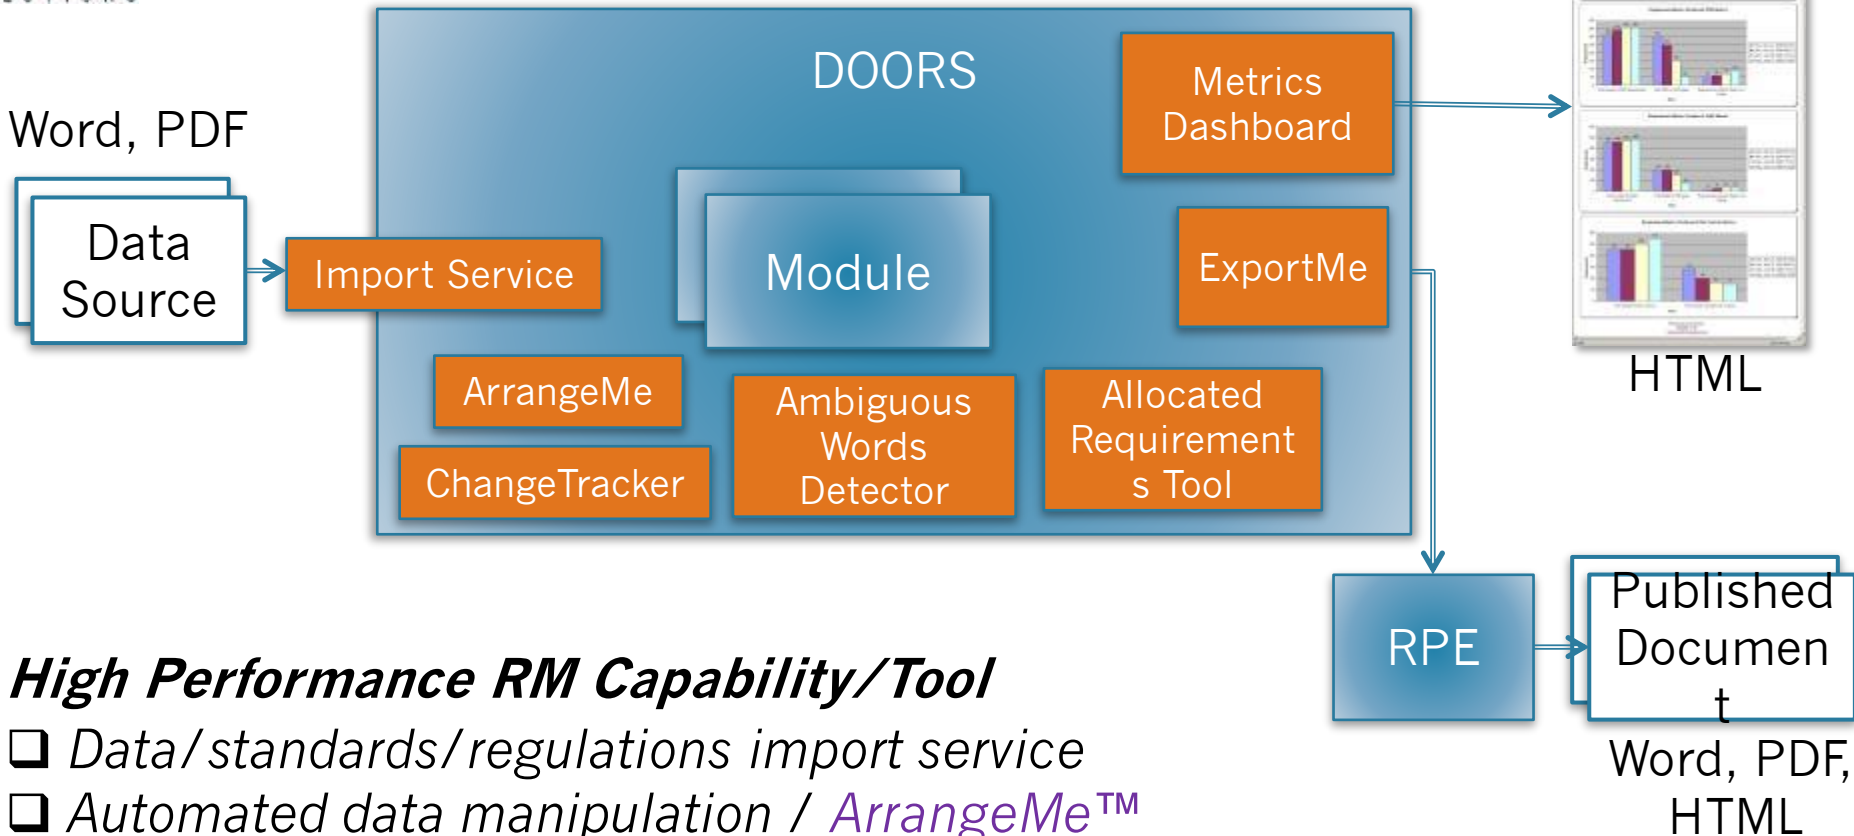 DOORS
Metrics
Dashboard
Word, PDF
Data
Source
Import Service
Module
ExportMe
HTML
ArrangeMe
ChangeTracker
Ambiguous
Words
Detector
Allocated
Requirement
s Tool
RPE
Published
Documen
t
Word, PDF,
HTML
High Performance RM Capability/Tool
❑ Data/standards/regulations import service
❑ Automated data manipulation / ArrangeMe™